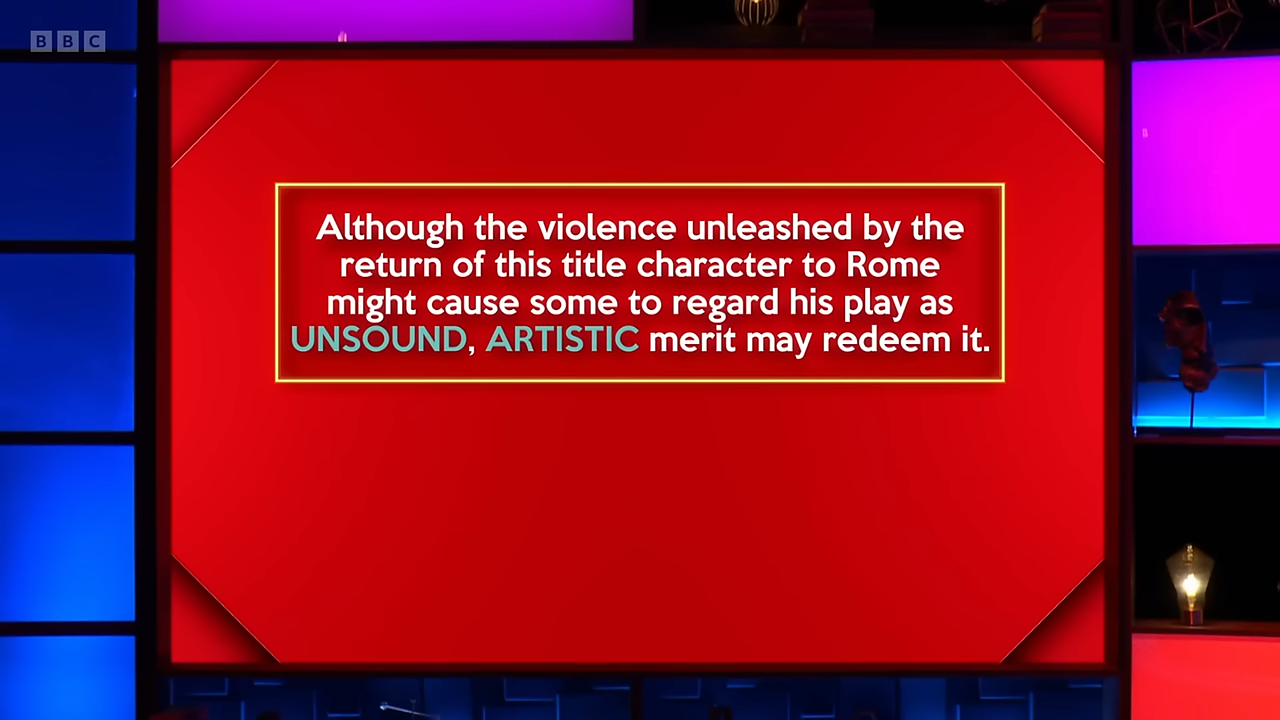 BBC
Although the violence unleashed by the
return of this title character to Rome
might cause some to regard his play as
UNSOUND, ARTISTIC merit may redeem it.